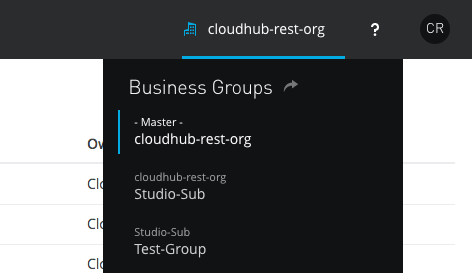 cloudhub-rest-org
?
CR
Business Groups
- Master -
cloudhub-rest-org
cloudhub-rest-org
Studio-Sub
Studio-Sub
Test-Group